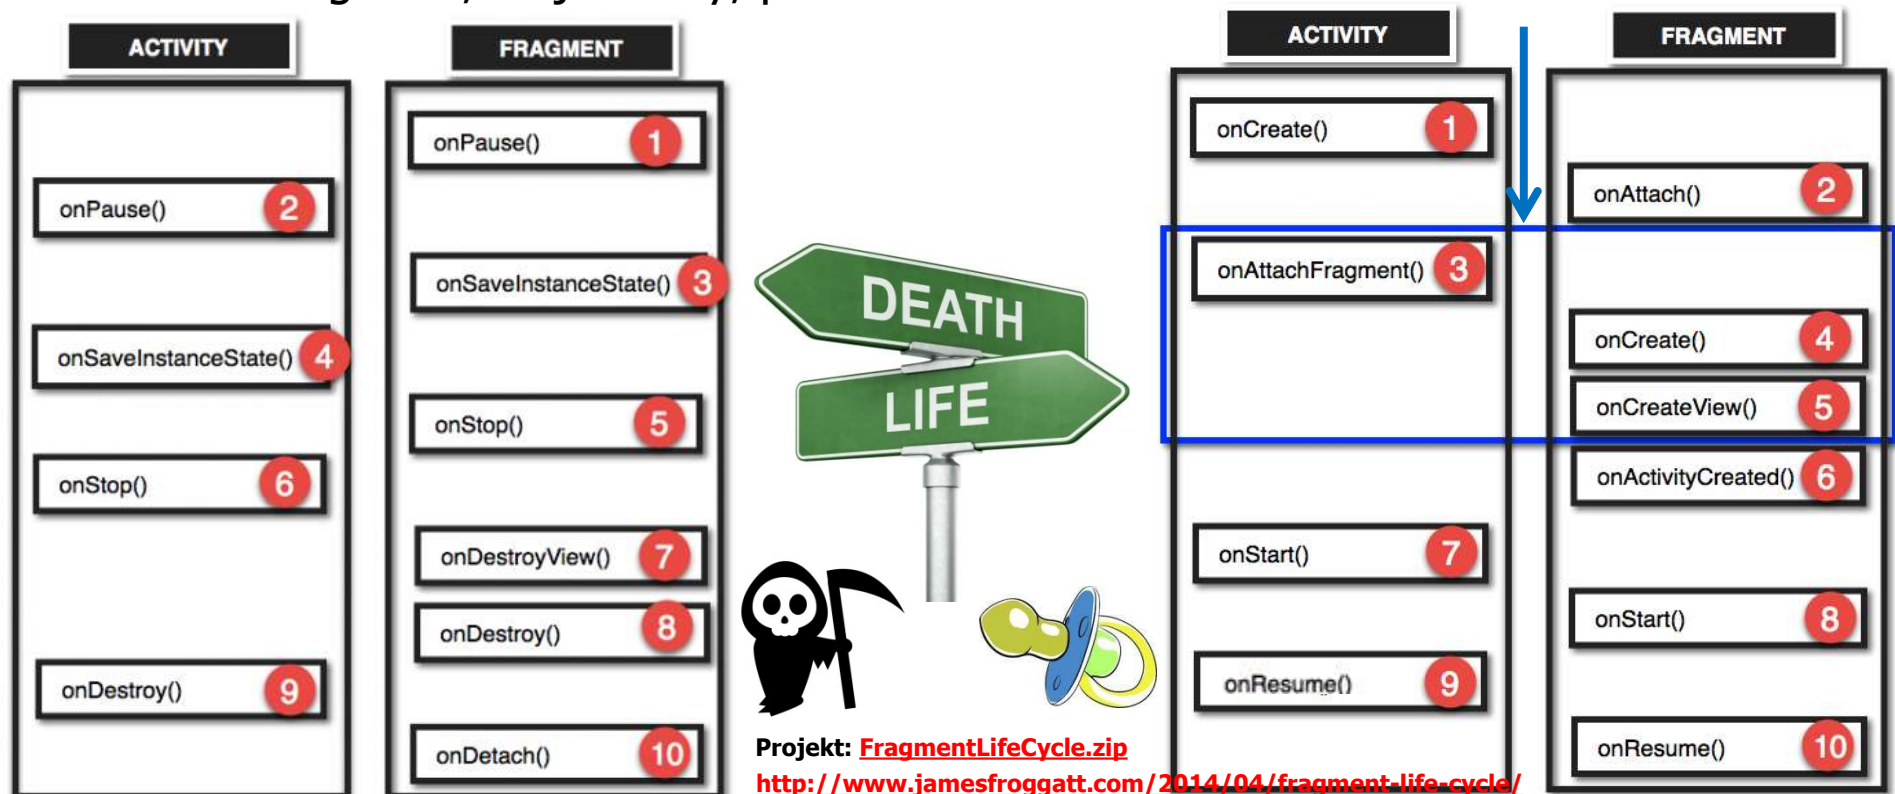 ACTIVITY
FRAGMENT
onPause() 1
onPause() 2
onSaveInstanceState() 3
onSaveInstanceState() 4
onStop() 5
onStop() 6
onDestroyView() 7
onDestroy() 8
onDestroy() 9
onDetach() 10
DEATH
LIFE
Projekt: FragmentLifeCycle.zip
http://www.jamesfroggatt.com/2014/04/fragment-life-cycle/
ACTIVITY
FRAGMENT
onCreate() 1
onAttach() 2
onAttachFragment() 3
onCreate() 4
onCreateView() 5
onActivityCreated() 6
onStart() 7
onStart() 8
onResume() 9
onResume() 10